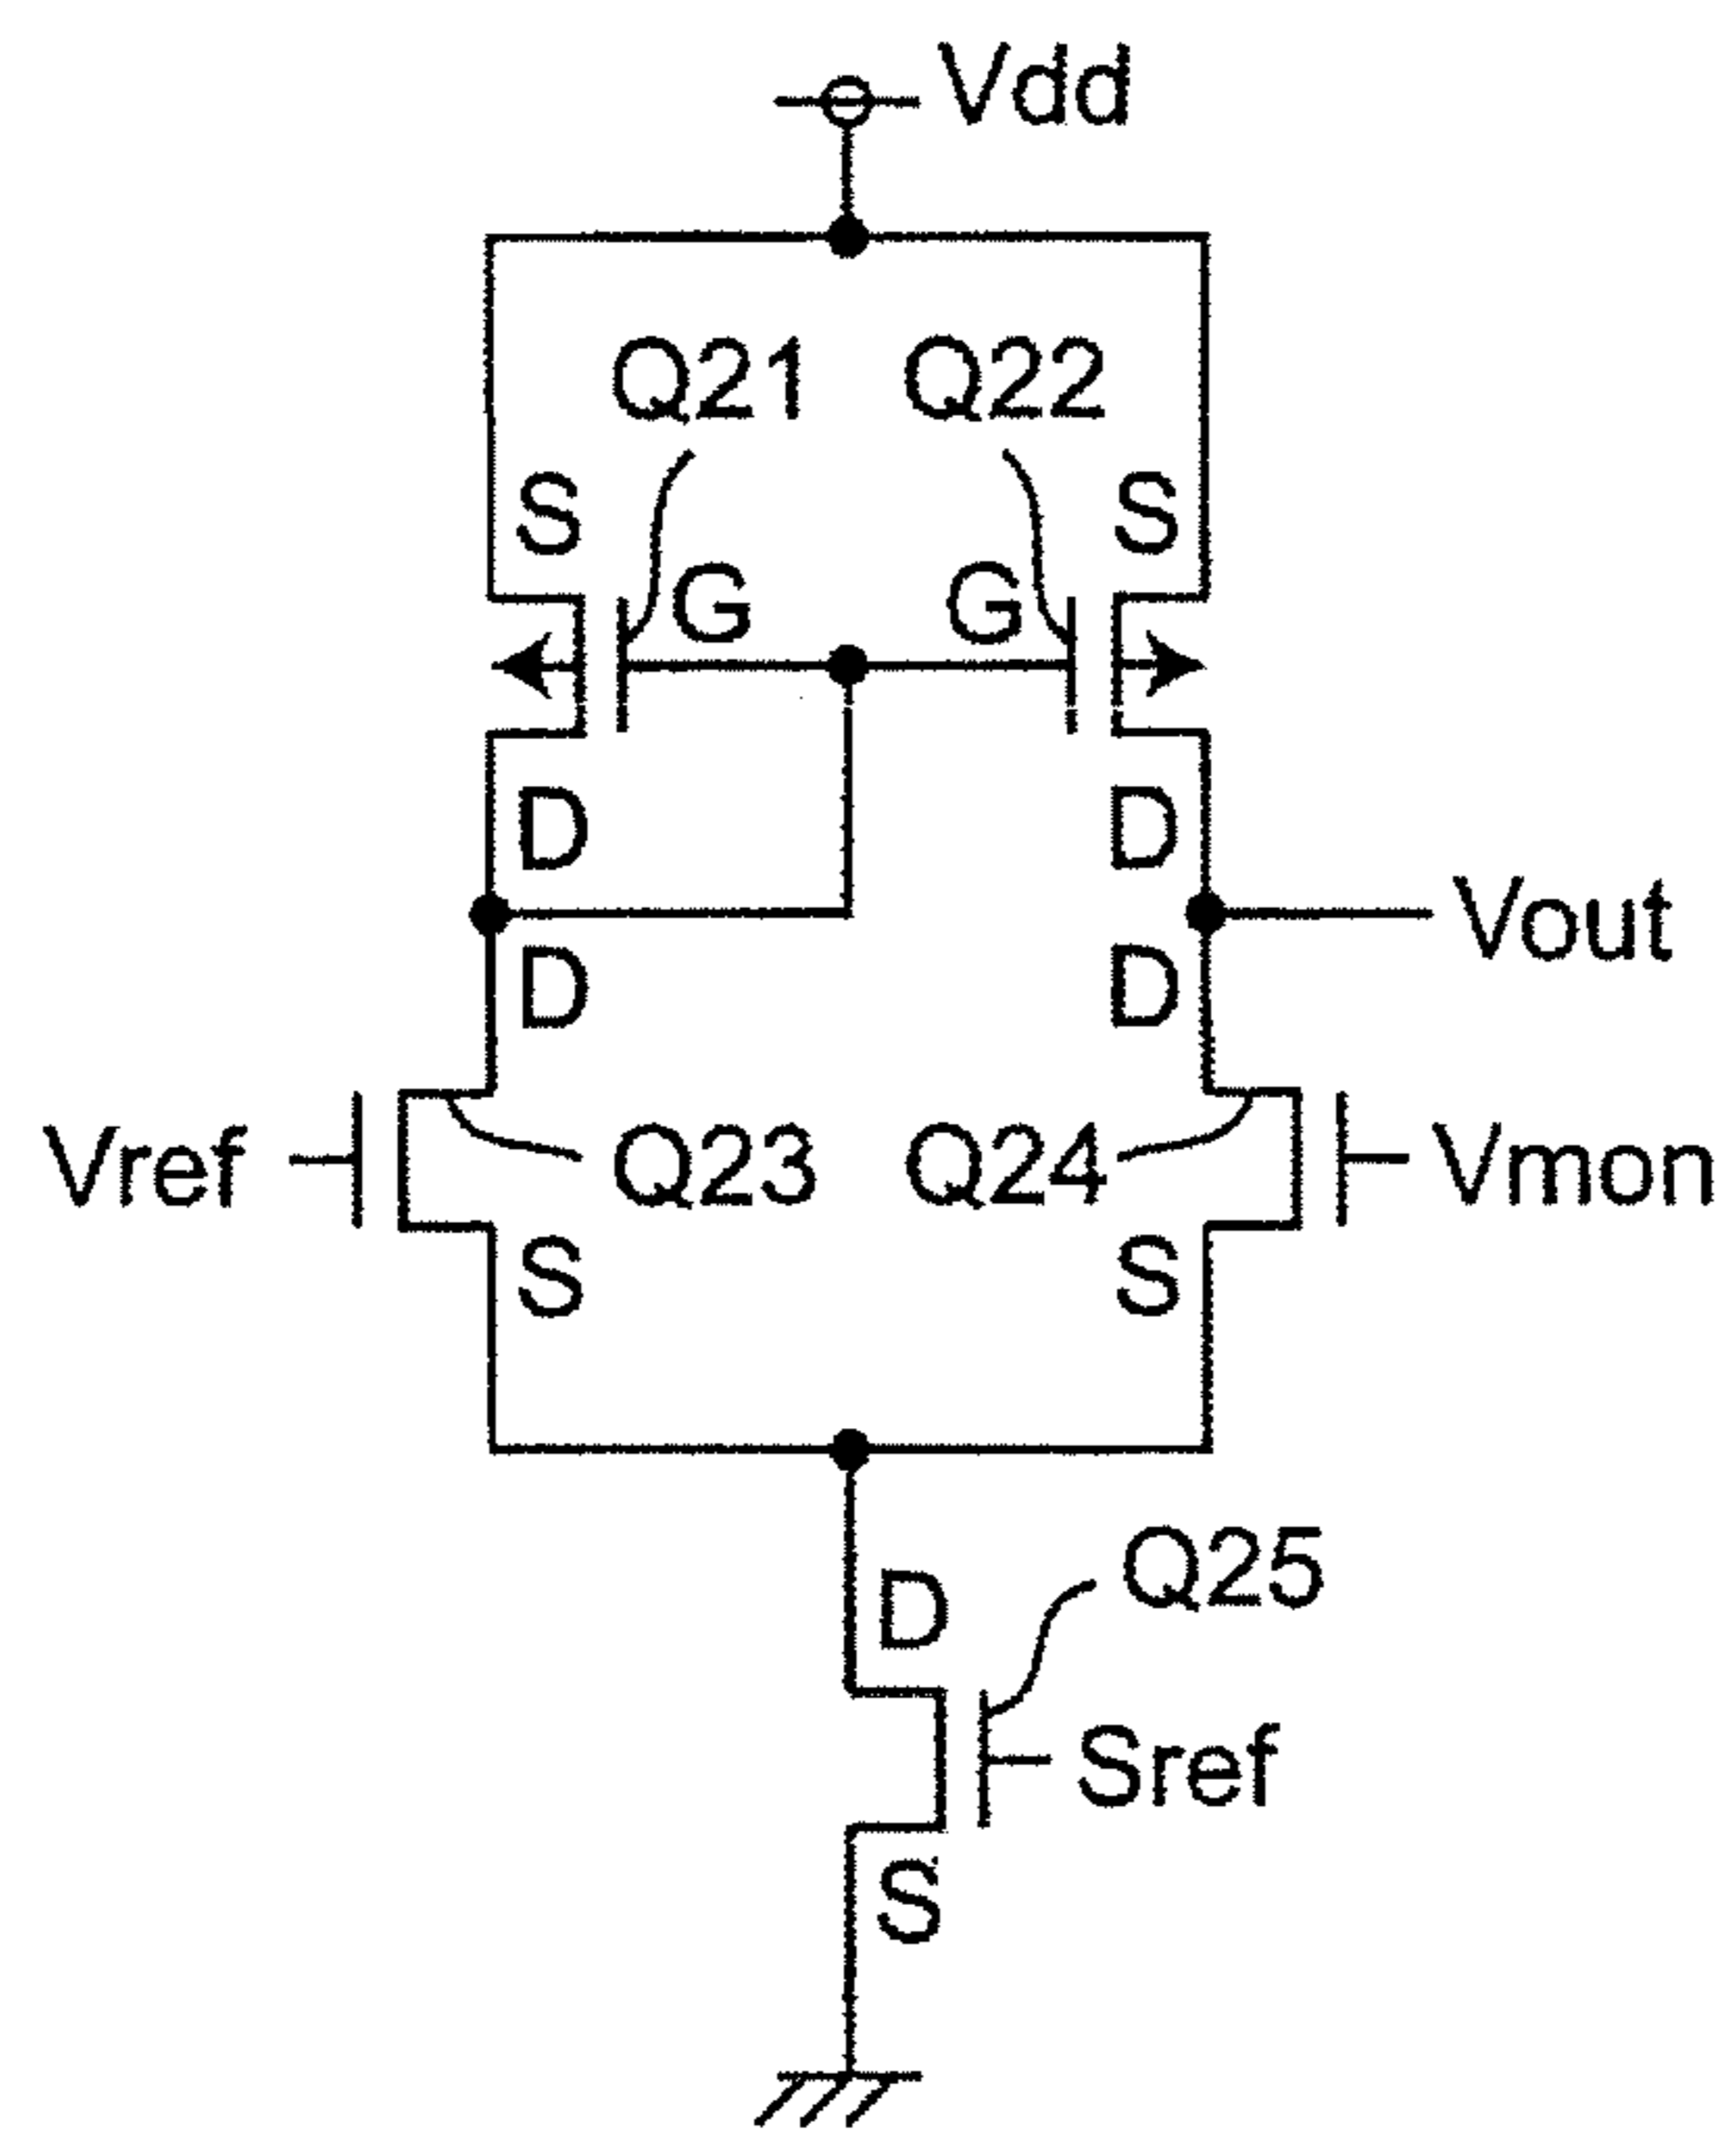 Vdd
Q21 Q22
S S
G G
D D
Vout
D D
Vref Q23 Q24 Vmon
S S
Q25
D
Sref
S